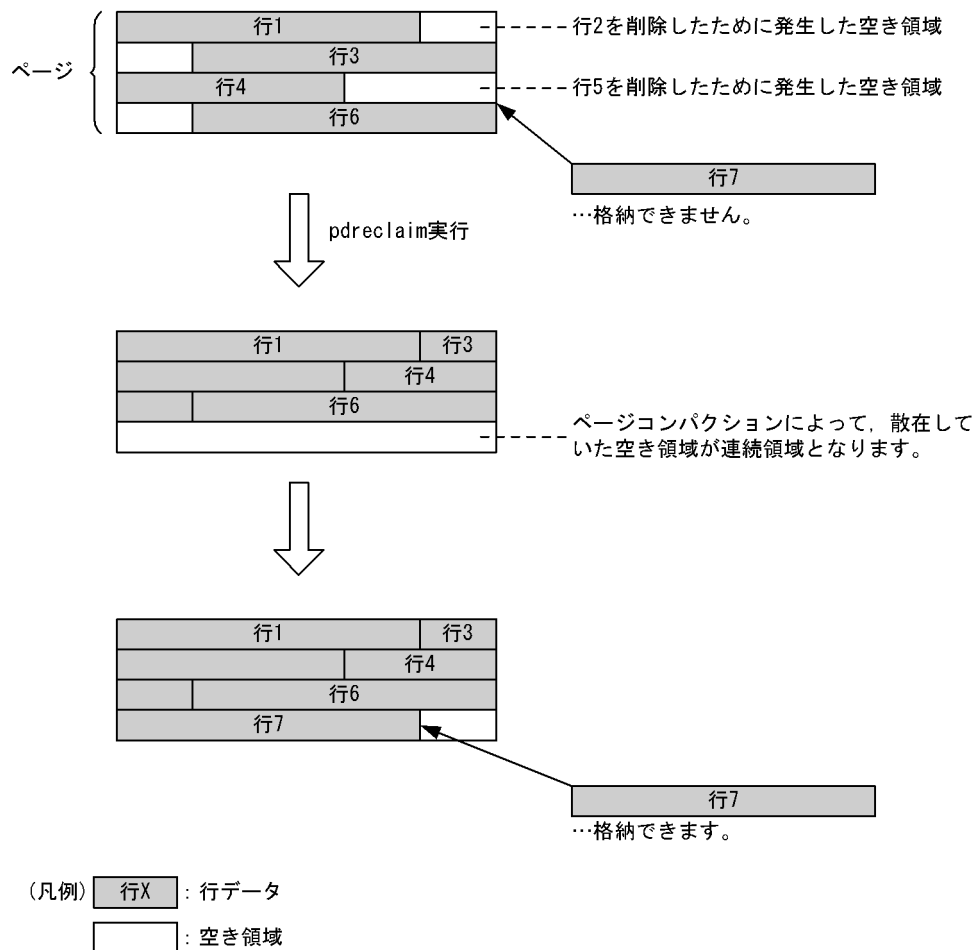 行1
行2を削除したために発生した空き領域
ページ
行3
行4
行5を削除したために発生した空き領域
行6
行7
…格納できません。
pdreclaim実行
行1
行3
行4
行6
ページコンパクションによって，散在して
いた空き領域が連続領域となります。
行1
行3
行4
行6
行7
行7
…格納できます。
(凡例)
行X
：行データ
：空き領域